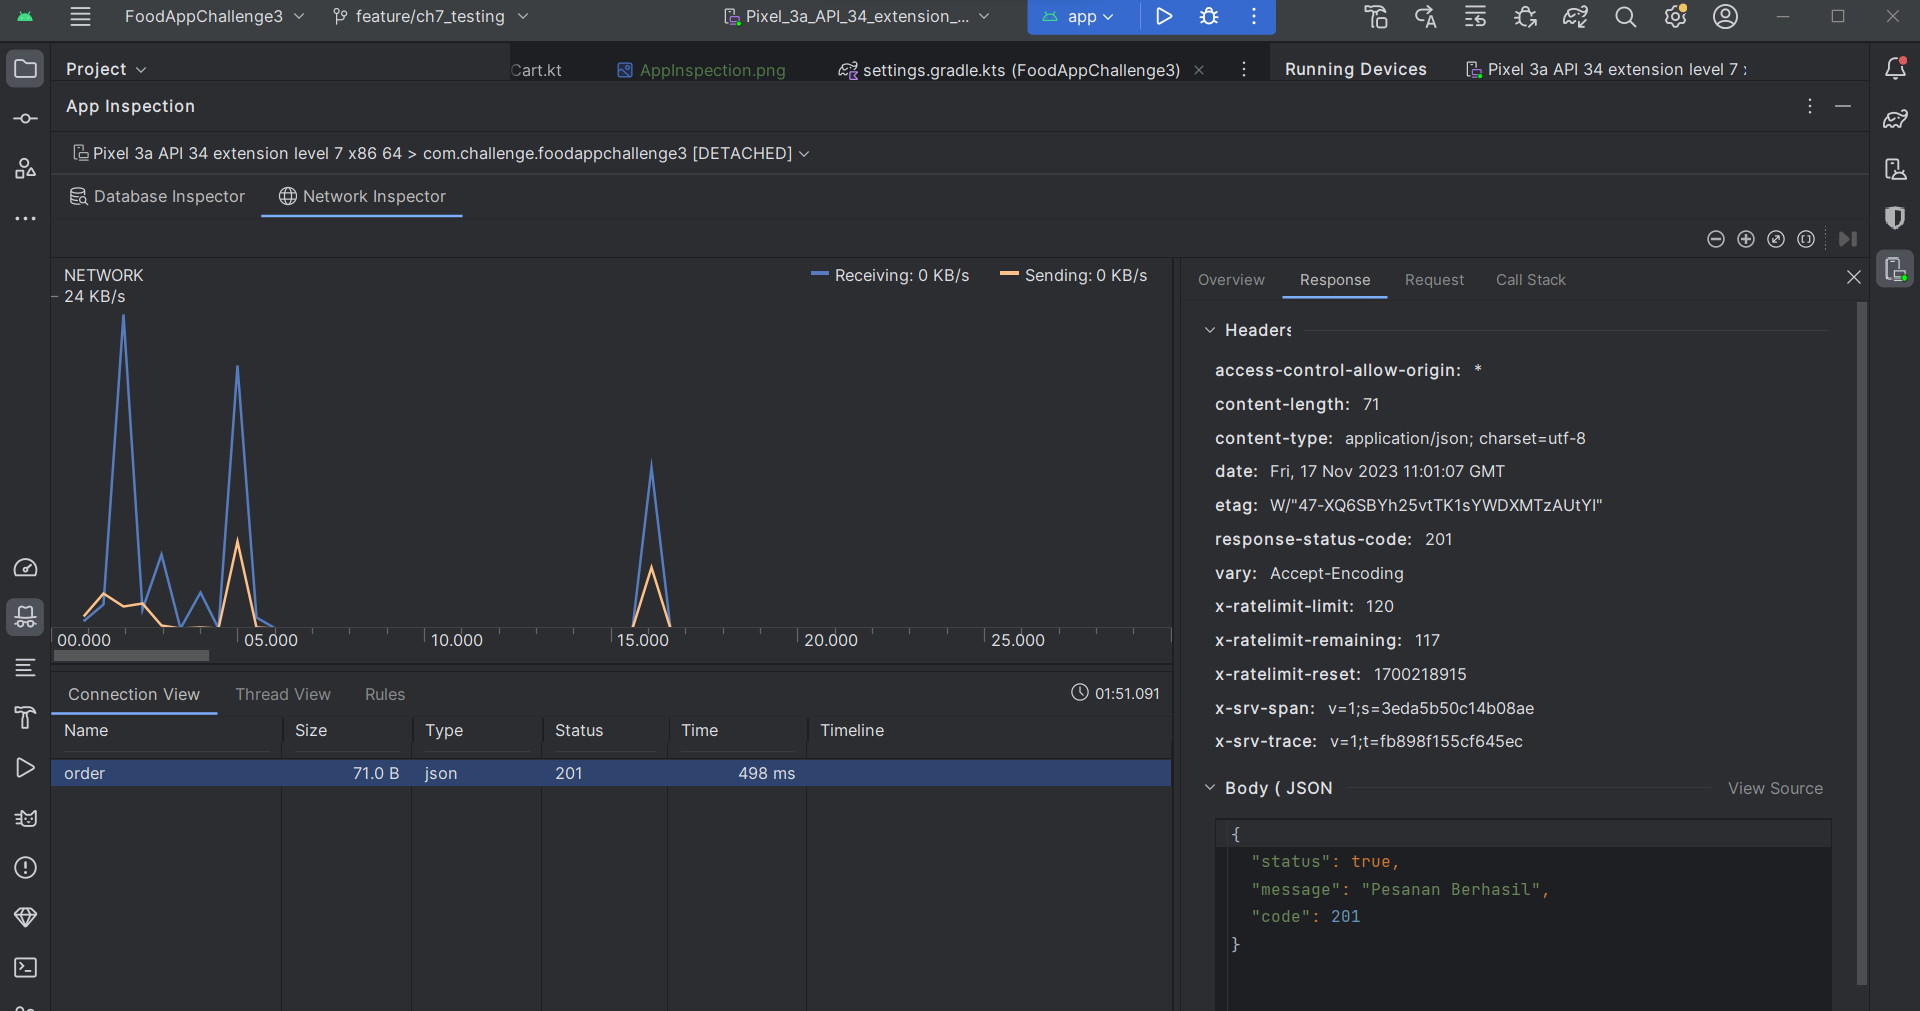 FoodAppChallenge3
feature/ch7_testing
Pixel_3a_API_34_extension_...
app
Project
Cart.kt
AppInspection.png
settings.gradle.kts (FoodAppChallenge3)
Running Devices
Pixel 3a API 34 extension level 7
App Inspection
Pixel 3a API 34 extension level 7 x86 64 > com.challenge.foodappchallenge3 [DETACHED]
Database Inspector
Network Inspector
NETWORK
24 KB/s
Receiving: 0 KB/s
Sending: 0 KB/s
00.000
05.000
10.000
15.000
20.000
25.000
Connection View
Thread View
Rules
01:51.091
Name
Size
Type
Status
Time
Timeline
order
71.0 B
json
201
498 ms
Overview
Response
Request
Call Stack
Headers
access-control-allow-origin: *
content-length: 71
content-type: application/json; charset=utf-8
date: Fri, 17 Nov 2023 11:01:07 GMT
etag: W/"47-XQ6SBYh25vtTK1sYWDXMTzAUtYI"
response-status-code: 201
vary: Accept-Encoding
x-ratelimit-limit: 120
x-ratelimit-remaining: 117
x-ratelimit-reset: 1700218915
x-srv-span: v=1;s=3eda5b50c14b08ae
x-srv-trace: v=1;t=fb898f155cf645ec
Body ( JSON
View Source
{
"status": true,
"message": "Pesanan Berhasil",
"code": 201
}